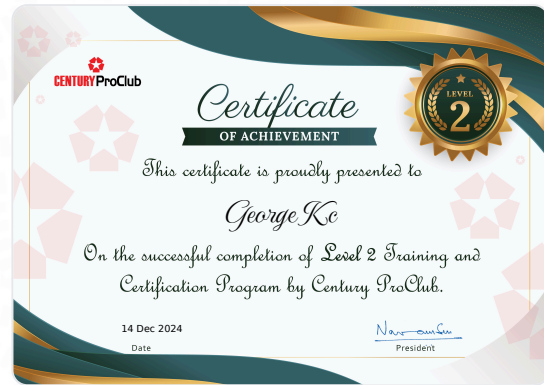 CENTURY ProClub
Certificate
OF ACHIEVEMENT
LEVEL
2
This certificate is proudly presented to
George Kc
On the successful completion of Level 2 Training and
Certification Program by Century ProClub.
14 Dec 2024
Date
President